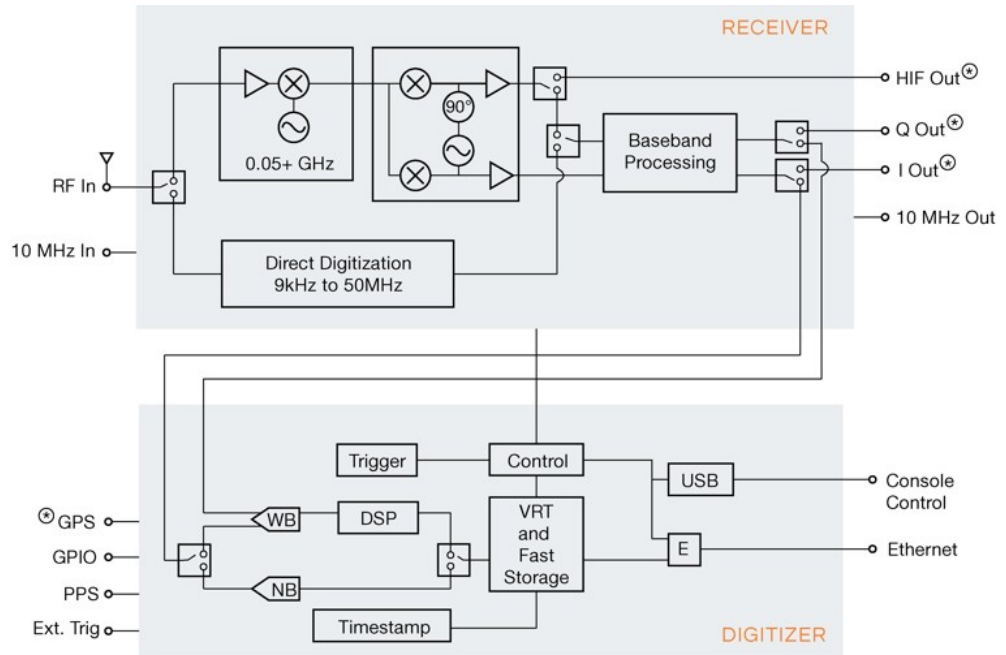 RECEIVER
HIF Out*
90°
Q Out*
Baseband
Processing
0.05+ GHz
I Out*
RF In
10 MHz Out
10 MHz In
Direct Digitization
9kHz to 50MHz
Trigger
Control
USB
Console
Control
*GPS
WB
DSP
VRT
and
Fast
Storage
E
Ethernet
GPIO
NB
PPS
Timestamp
Ext. Trig
DIGITIZER